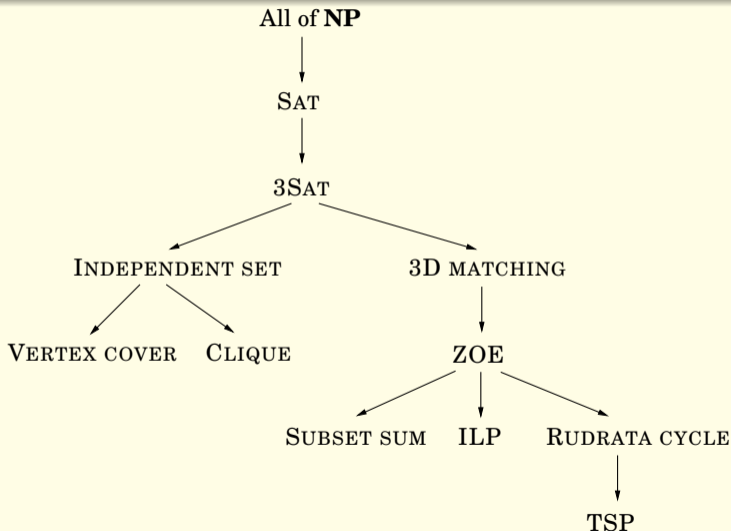 All of NP
SAT
3SAT
INDEPENDENT SET 3D MATCHING
VERTEX COVER CLIQUE ZOE
SUBSET SUM ILP RUDRATA CYCLE
TSP